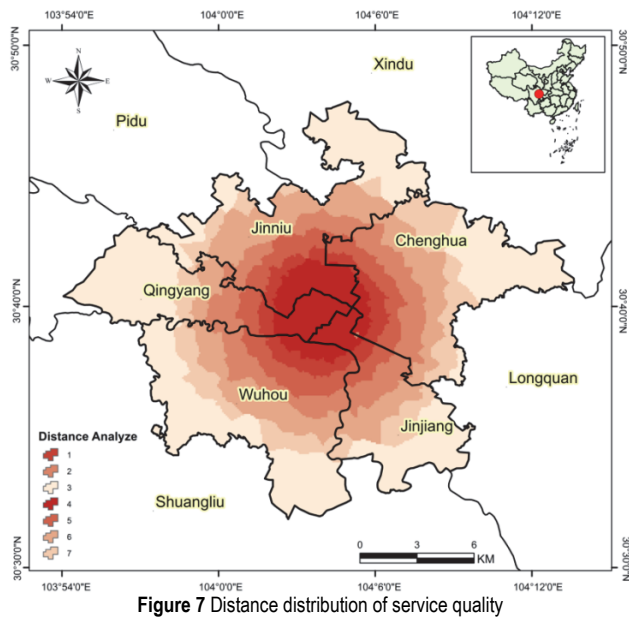 103°54'0"E 104°0'0"E 104°6'0"E 104°12'0"E
30°50'0"N 30°50'0"N
N
W E
S
Xindu
Pidu
Jinniu
Chenghua
Qingyang
30°40'0"N 30°40'0"N
Longquan
Wuhou
Jinjiang
Distance Analyze
1
2
3
4
5
6
7
Shuangliu
0 3 6
KM
30°30'0"N 30°30'0"N
103°54'0"E 104°0'0"E 104°6'0"E 104°12'0"E
Figure 7 Distance distribution of service quality